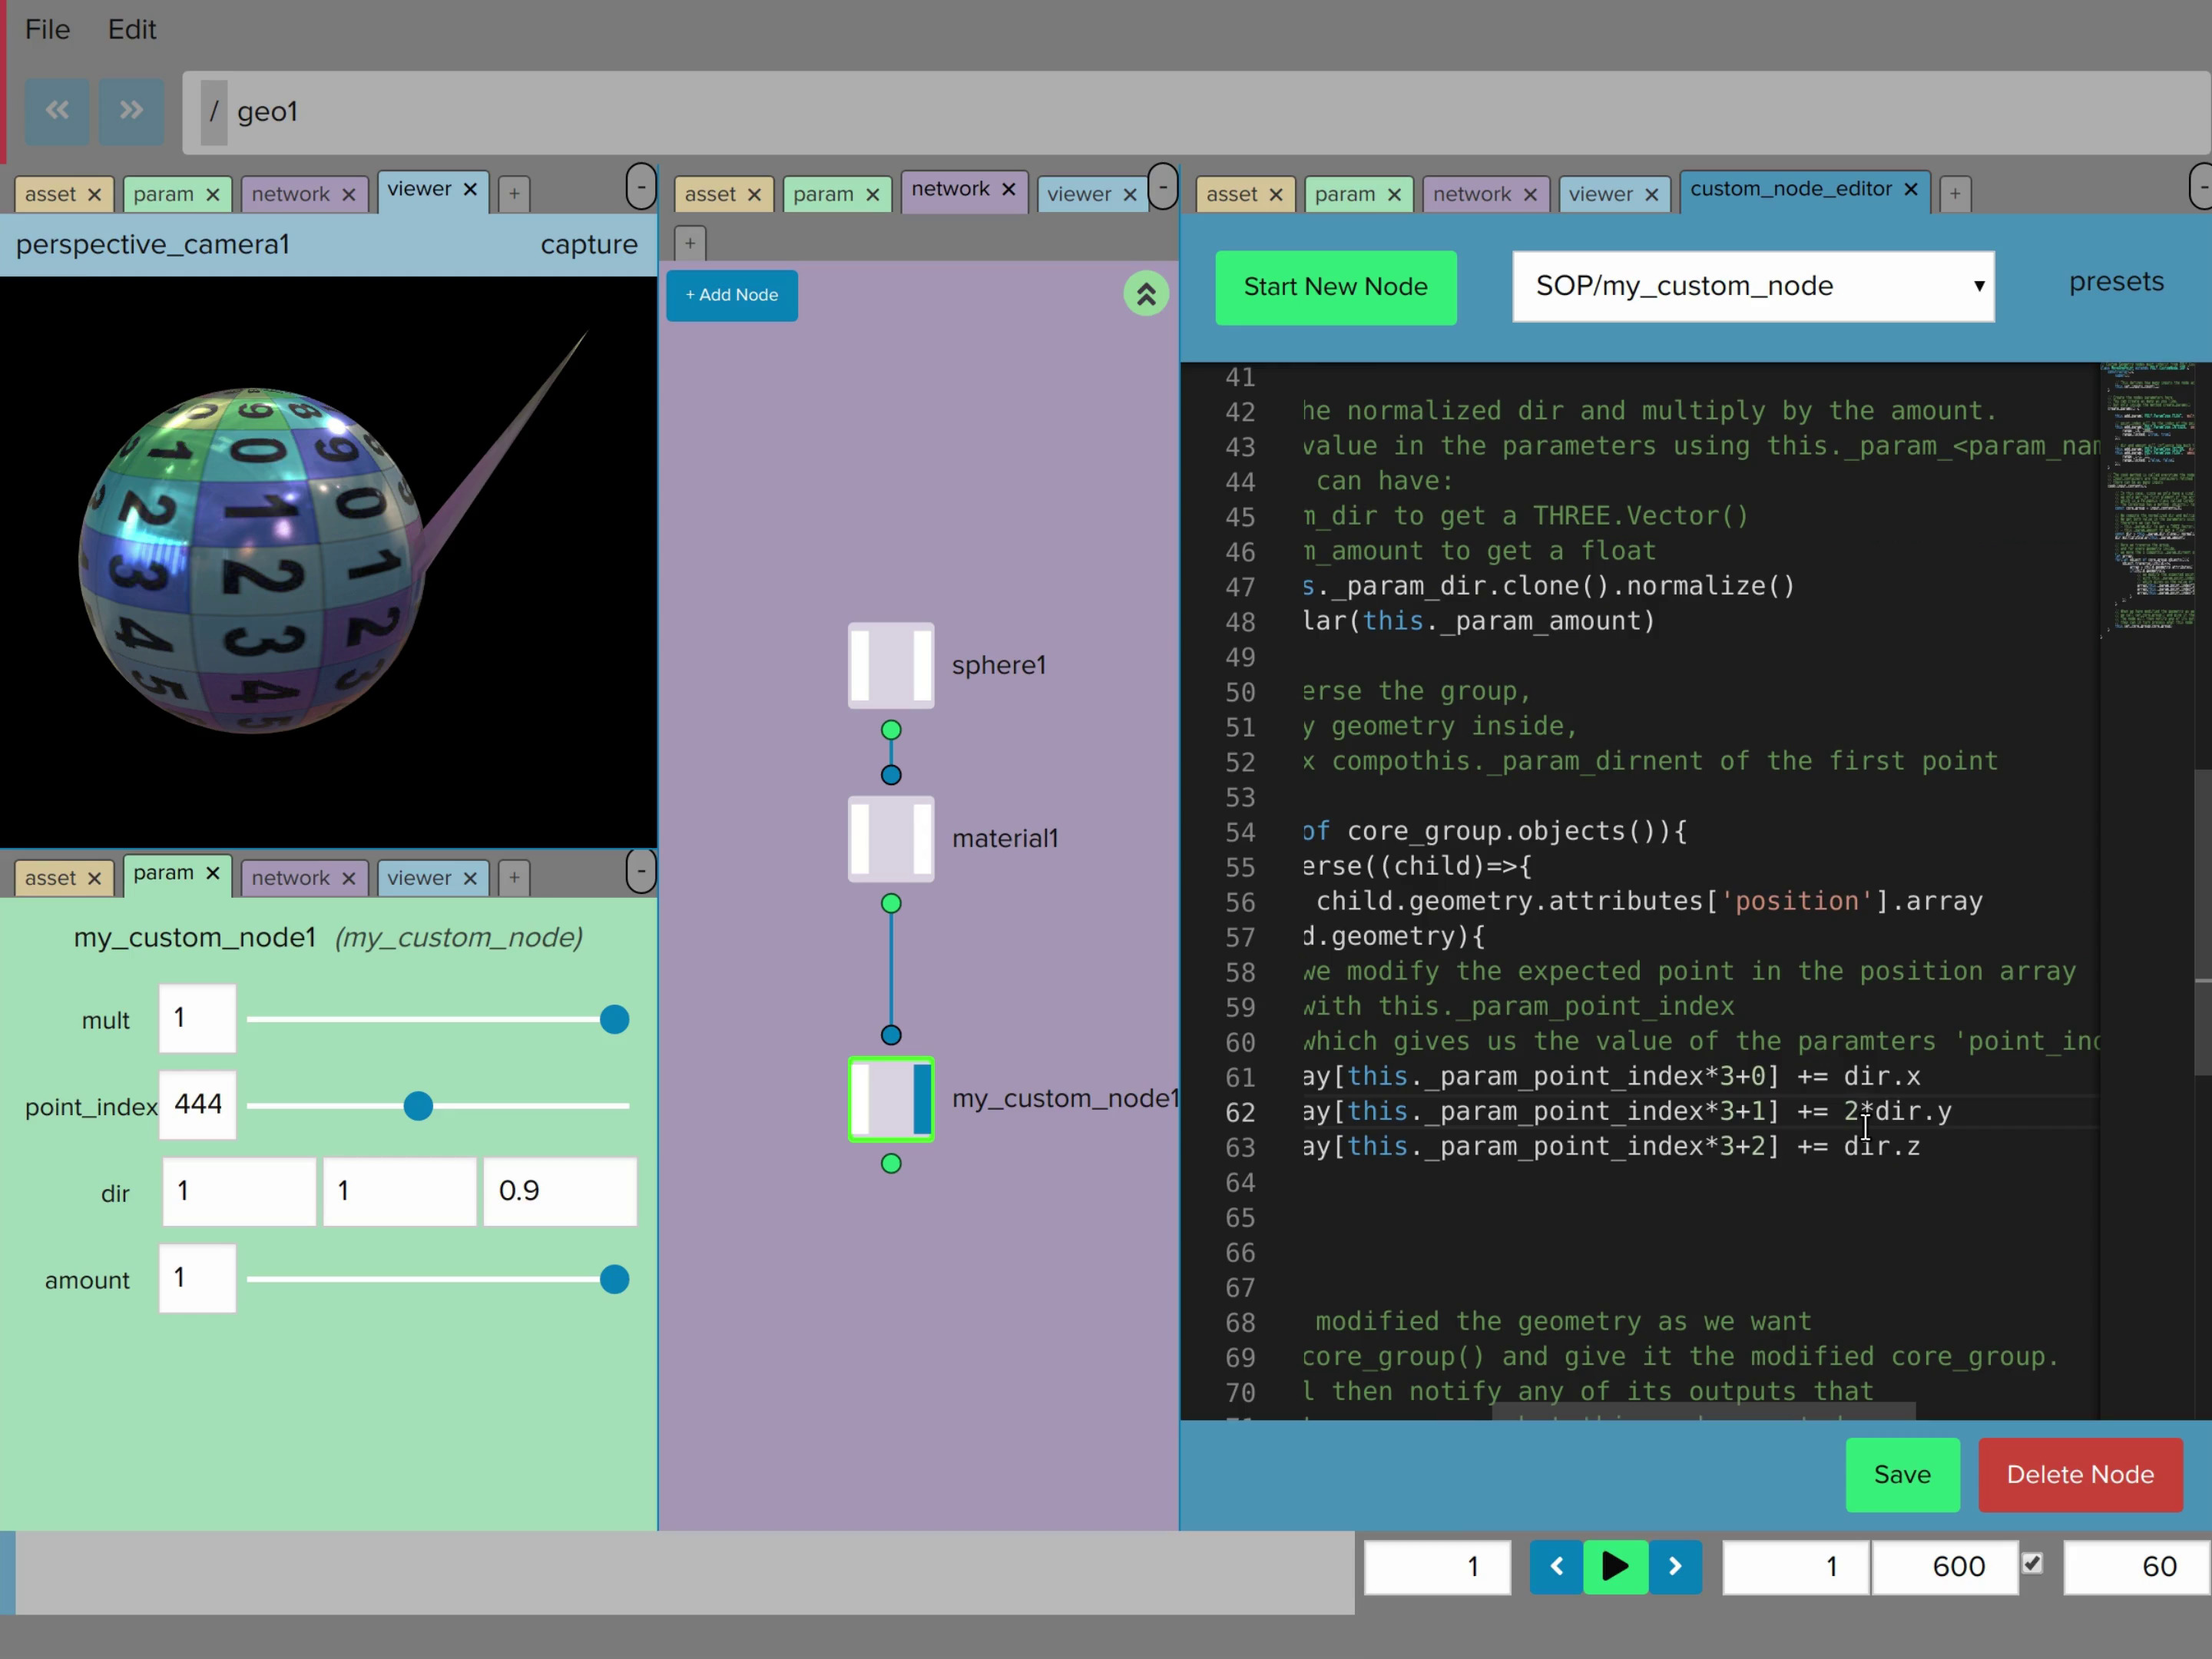 File Edit
« » / geo1
asset × param × network × viewer × + -
perspective_camera1 capture
asset × param × network × viewer × + -
my_custom_node1 (my_custom_node)
mult 1
point_index 444
dir 1 1 0.9
amount 1
asset × param × network × viewer × -
+
+ Add Node
sphere1
material1
my_custom_node1
asset × param × network × viewer × custom_node_editor × + -
Start New Node SOP/my_custom_node presets
41
42 he normalized dir and multiply by the amount.
43 value in the parameters using this._param_<param_nam
44 can have:
45 m_dir to get a THREE.Vector()
46 m_amount to get a float
47 s._param_dir.clone().normalize()
48 lar(this._param_amount)
49
50 erse the group,
51 y geometry inside,
52 x compothis._param_dirnent of the first point
53
54 of core_group.objects()){
55 erse((child)=>{
56 child.geometry.attributes['position'].array
57 d.geometry){
58 we modify the expected point in the position array
59 with this._param_point_index
60 which gives us the value of the paramters 'point_ind
61 ay[this._param_point_index*3+0] += dir.x
62 ay[this._param_point_index*3+1] += 2*dir.y
63 ay[this._param_point_index*3+2] += dir.z
64
65
66
67
68 modified the geometry as we want
69 core_group() and give it the modified core_group.
70 l then notify any of its outputs that
Save Delete Node
1 1 600 60